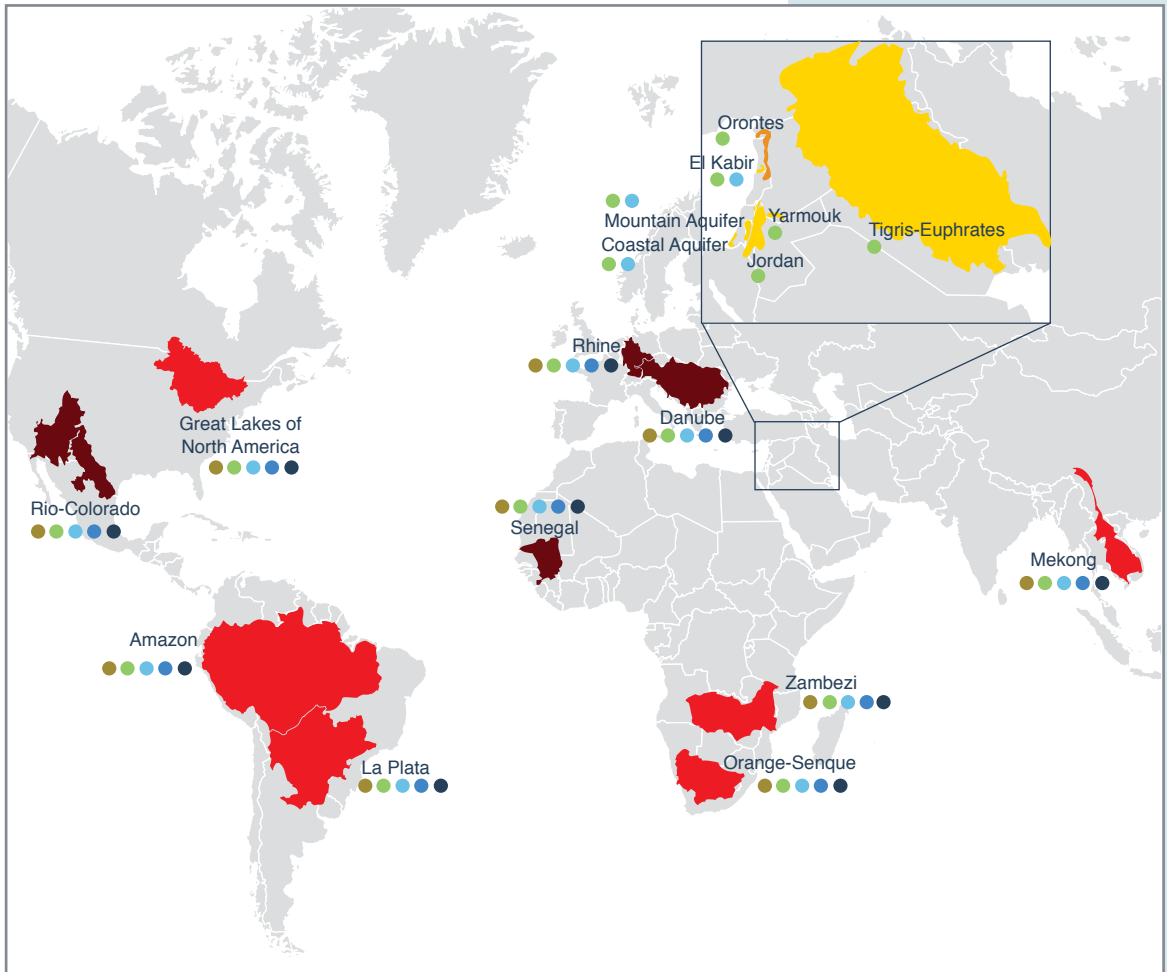 Orontes
El Kabir
Mountain Aquifer
Yarmouk
Coastal Aquifer
Tigris-Euphrates
Jordan
Rhine
Danube
Great Lakes of
North America
Rio-Colorado
Senegal
Mekong
Amazon
Zambezi
La Plata
Orange-Senque